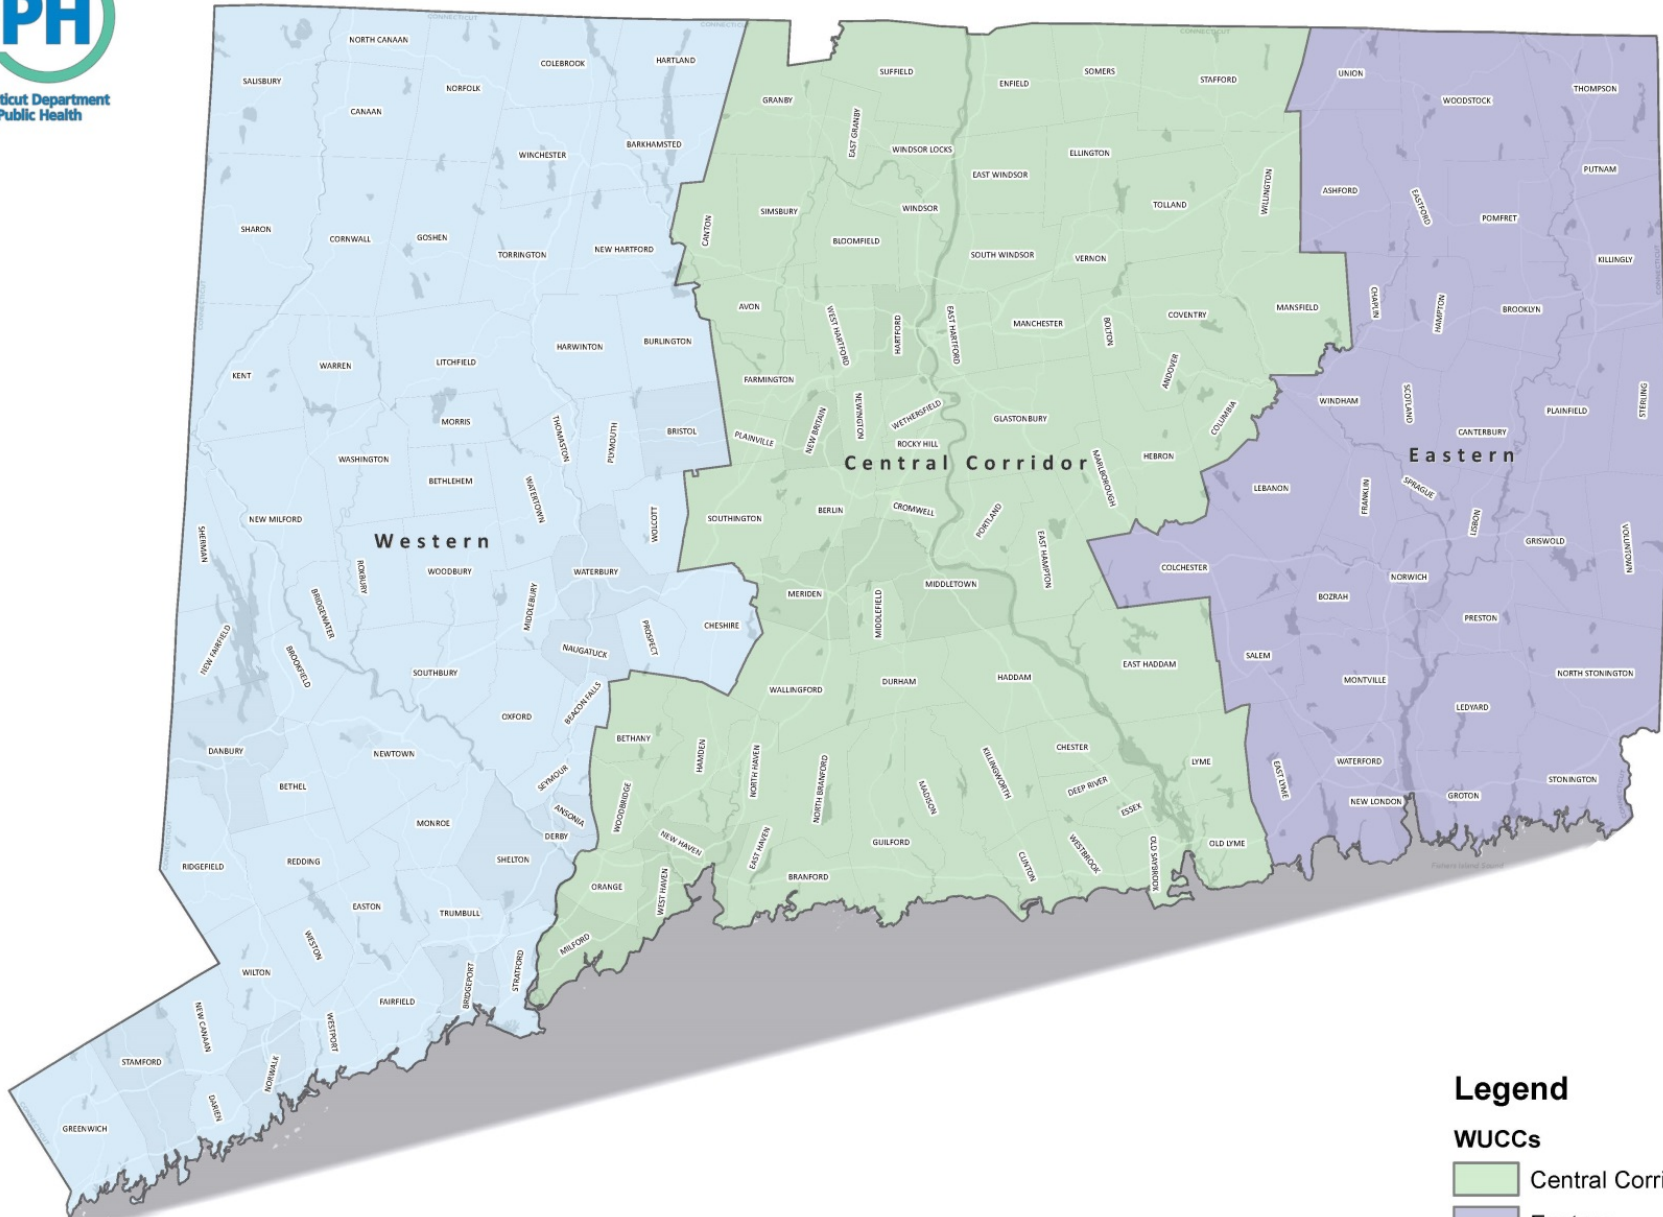 PH
ticut Department
Public Health
CONNECTICUT
CONNECTICUT
NORTH CANAAN
COLEBROOK
HARTLAND
SALISBURY
NORFOLK
CANAAN
BARKHAMSTED
WINCHESTER
SHARON
CORNWALL
GOSHEN
TORRINGTON
NEW HARTFORD
CONNECTICUT
KENT
WARREN
LITCHFIELD
HARWINTON
BURLINGTON
MORRIS
THOMASTON
PLYMOUTH
BRISTOL
WASHINGTON
BETHLEHEM
WATERTOWN
WOLCOTT
NEW MILFORD
SHERMAN
Western
ROXBURY
WOODBURY
WATERBURY
BRIDGEWATER
MIDDLEBURY
PROSPECT
CHESHIRE
NEW FAIRFIELD
BROOKFIELD
NAUGATUCK
SOUTHBURY
BEACON FALLS
OXFORD
DANBURY
NEWTOWN
SEYMOUR
BETHEL
ANSONIA
MONROE
DERBY
CONNECTICUT
RIDGEFIELD
REDDING
SHELTON
EASTON
TRUMBULL
WESTON
WILTON
BRIDGEPORT
STRATFORD
FAIRFIELD
NEW CANAAN
WESTPORT
STAMFORD
NORWALK
DARIEN
GREENWICH
CONNECTICUT
CONNECTICUT
SUFFIELD
ENFIELD
SOMERS
STAFFORD
GRANBY
EAST GRANBY
WINDSOR LOCKS
ELLINGTON
EAST WINDSOR
WILLINGTON
SIMSBURY
WINDSOR
TOLLAND
CANTON
BLOOMFIELD
SOUTH WINDSOR
VERNON
AVON
WEST HARTFORD
HARTFORD
EAST HARTFORD
MANCHESTER
BOLTON
COVENTRY
MANSFIELD
FARMINGTON
ANDOVER
NEW BRITAIN
NEWINGTON
WETHERSFIELD
GLASTONBURY
COLUMBIA
PLAINVILLE
ROCKY HILL
HEBRON
Central Corridor
MARLBOROUGH
SOUTHINGTON
BERLIN
CROMWELL
PORTLAND
EAST HAMPTON
MERIDEN
MIDDLEFIELD
MIDDLETOWN
EAST HADDAM
WALLINGFORD
DURHAM
HADDAM
BETHANY
HAMDEN
NORTH HAVEN
NORTH BRANFORD
MADISON
KILLINGWORTH
CHESTER
LYME
DEEP RIVER
WOODBRIDGE
ESSEX
NEW HAVEN
EAST HAVEN
GUILFORD
CLINTON
WESTBROOK
OLD SAYBROOK
OLD LYME
ORANGE
WEST HAVEN
BRANFORD
MILFORD
UNION
WOODSTOCK
THOMPSON
PUTNAM
ASHFORD
EASTFORD
POMFRET
KILLINGLY
CONNECTICUT
CHAPLIN
HAMPTON
BROOKLYN
WINDHAM
SCOTLAND
PLAINFIELD
STERLING
CANTERBURY
Eastern
LEBANON
FRANKLIN
SPRAGUE
LISBON
GRISWOLD
VOLUNTOWN
COLCHESTER
NORWICH
BOZRAH
PRESTON
SALEM
MONTVILLE
NORTH STONINGTON
LEDYARD
EAST LYME
WATERFORD
STONINGTON
NEW LONDON
GROTON
CONNECTICUT
Fishers Island Sound
Legend
WUCCs
Central Corri